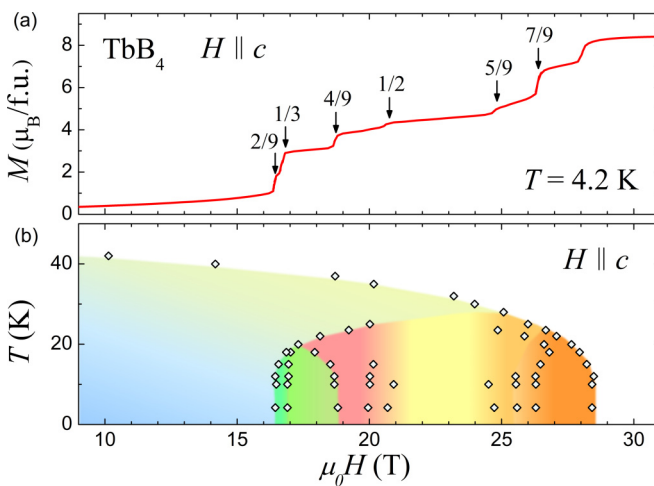 (a)
TbB₄ H ∥ c
M (μ_B/f.u.)
8
6
4
2
0
2/9
1/3
4/9
1/2
5/9
7/9
T = 4.2 K
(b)
H ∥ c
T (K)
40
20
0
10
15
20
25
30
μ₀H (T)